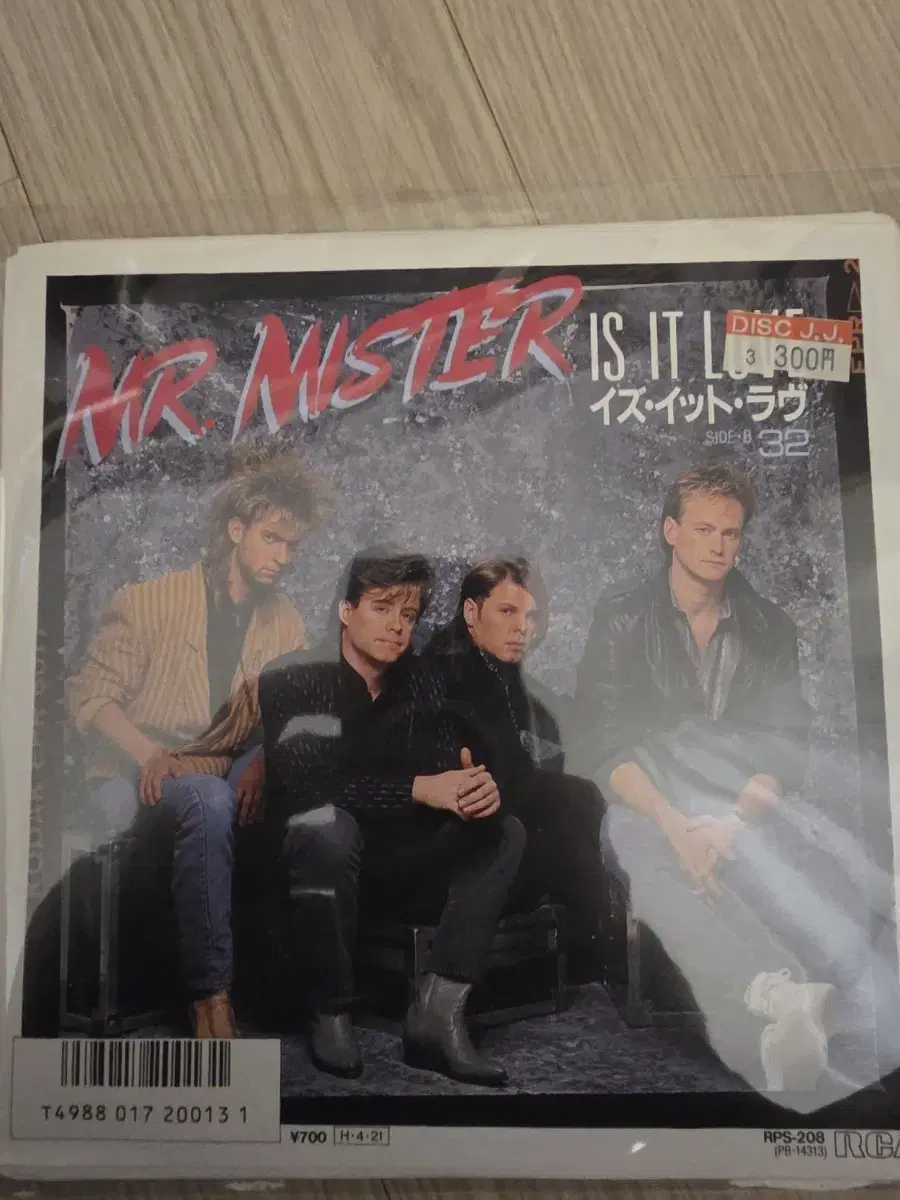 MR. MISTER
IS IT LOVE
DISC J.J.
3 300円
イズ・イット・ラヴ
SIDE・B 32
T4988 017 20013 1
¥700 H・4・21
RPS-208
(PB-14313)
RCA